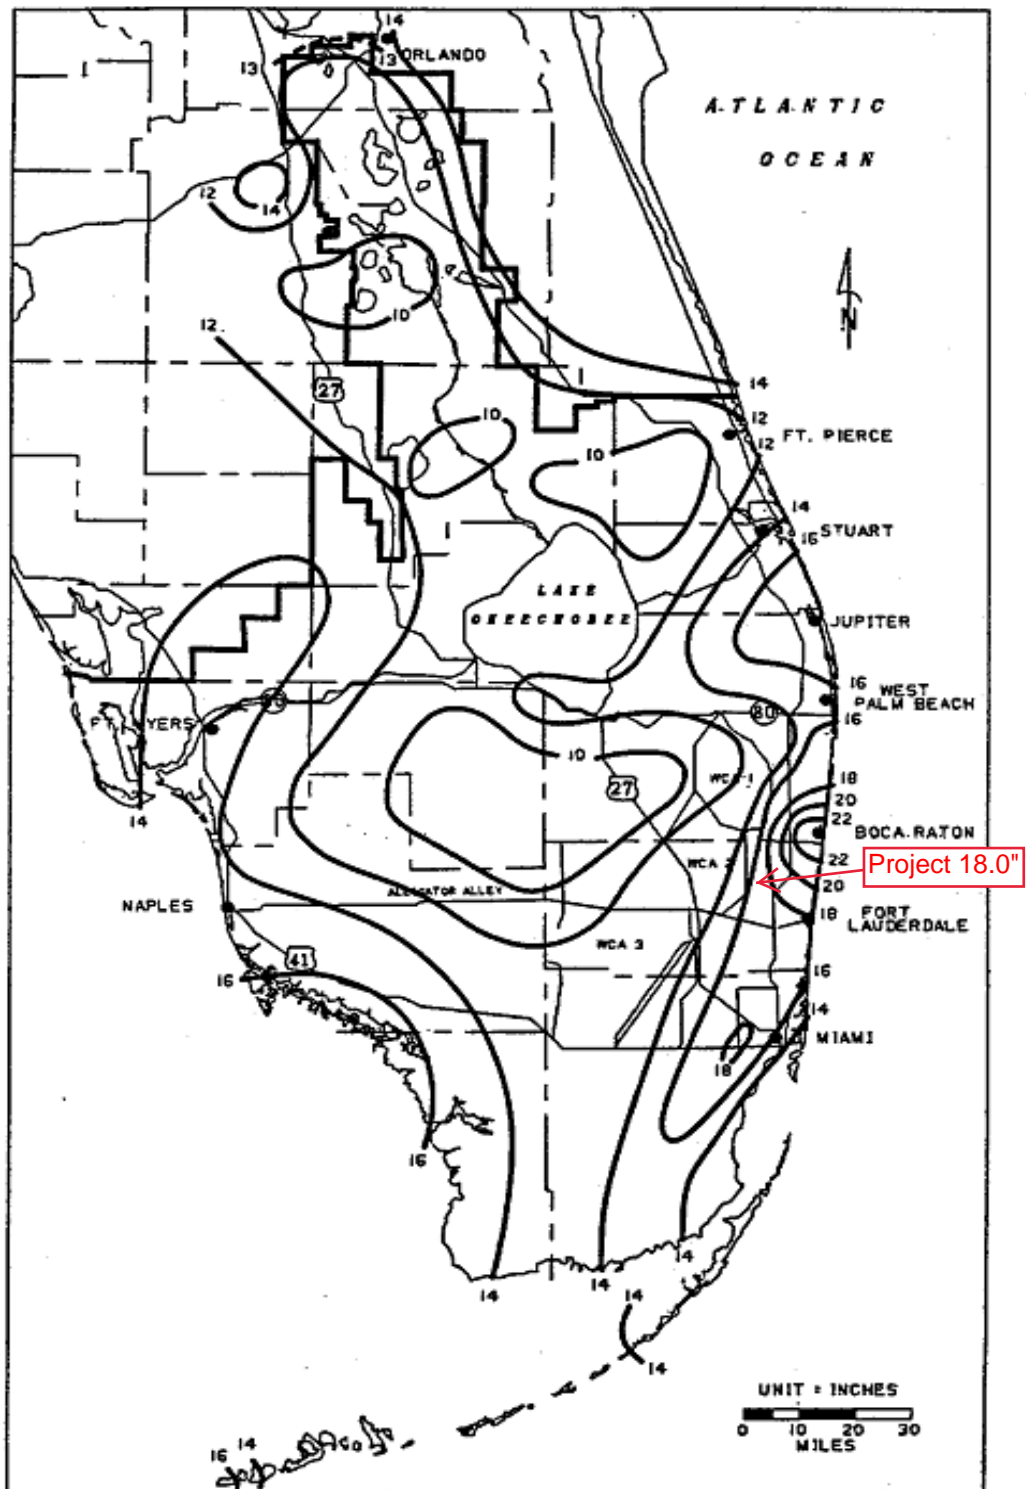 14
13
13
ORLANDO
ATLANTIC
OCEAN
12
14
N
10
12
27
14
10
12
FT. PIERCE
12
10
14
STUART
16
LAKE
OKEECHOBEE
JUPITER
16
WEST
PALM BEACH
80
16
FT. MYERS
10
WCA-1
18
27
20
22
BOCA RATON
14
WCA 2
22
Project 18.0"
20
ALLIGATOR ALLEY
NAPLES
18
FORT
LAUDERDALE
WCA 3
41
16
16
14
MIAMI
18
16
14
14
14
14
14
UNIT = INCHES
0 10 20 30
MILES
14
16